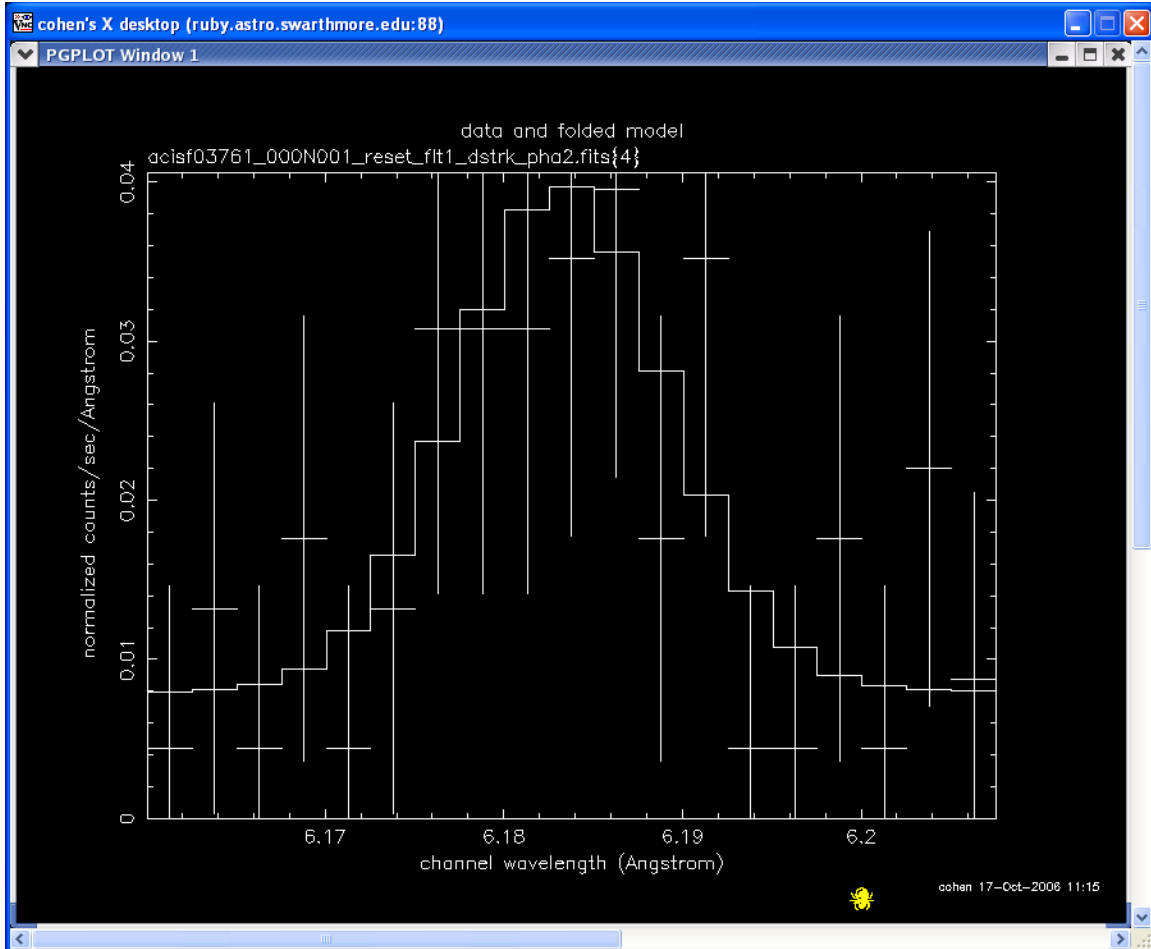 cohen's X desktop (ruby.astro.swarthmore.edu:88)
PGPLOT Window 1
data and folded model
acisf03761_000N001_reset_flt1_dstrk_pha2.fits{4}
0.04
0.03
0.02
0.01
0
normalized counts/sec/Angstrom
6.17 6.18 6.19 6.2
channel wavelength (Angstrom)
cohen 17-Oct-2006 11:15